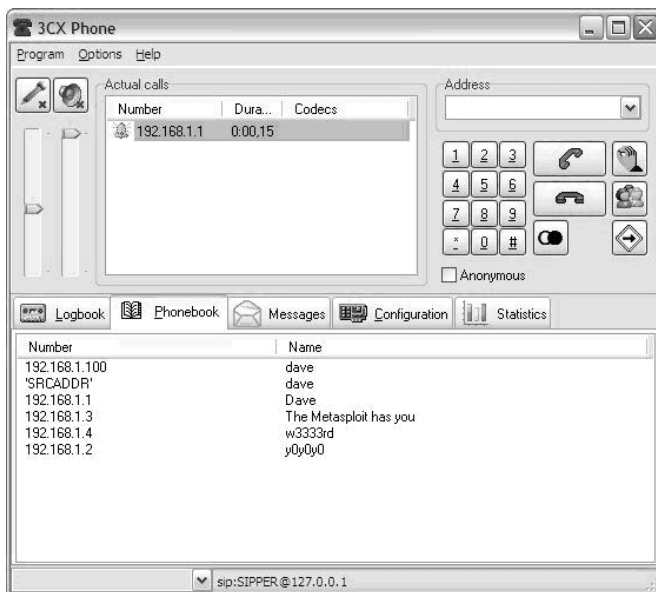 3CX Phone
Program Options Help
Actual calls
Number Dura... Codecs
192.168.1.1 0:00,15
Address
1 2 3
4 5 6
7 8 9
* 0 #
Anonymous
Logbook Phonebook Messages Configuration Statistics
Number Name
192.168.1.100 dave
'SRCADDR' dave
192.168.1.1 Dave
192.168.1.3 The Metasploit has you
192.168.1.4 w3333rd
192.168.1.2 y0y0y0
sip:SIPPER@127.0.0.1